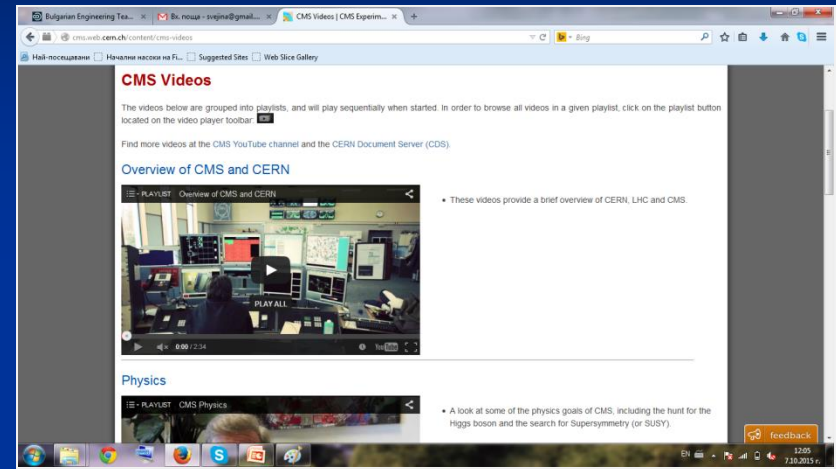 Bulgarian Engineering Tea... × Вх. поща - svejina@gmail.... × CMS Videos | CMS Experim... × +
cms.web.cern.ch/content/cms-videos Bing
Най-посещавани Начални насоки на Fi... Suggested Sites Web Slice Gallery
CMS Videos
The videos below are grouped into playlists, and will play sequentially when started. In order to browse all videos in a given playlist, click on the playlist button
located on the video player toolbar:
Find more videos at the CMS YouTube channel and the CERN Document Server (CDS).
Overview of CMS and CERN
PLAYLIST Overview of CMS and CERN
These videos provide a brief overview of CERN, LHC and CMS.
PLAY ALL
0:00 / 2:34 YouTube
Physics
PLAYLIST CMS Physics
A look at some of the physics goals of CMS, including the hunt for the
Higgs boson and the search for Supersymmetry (or SUSY).
feedback
EN 12:05
7.10.2015 г.